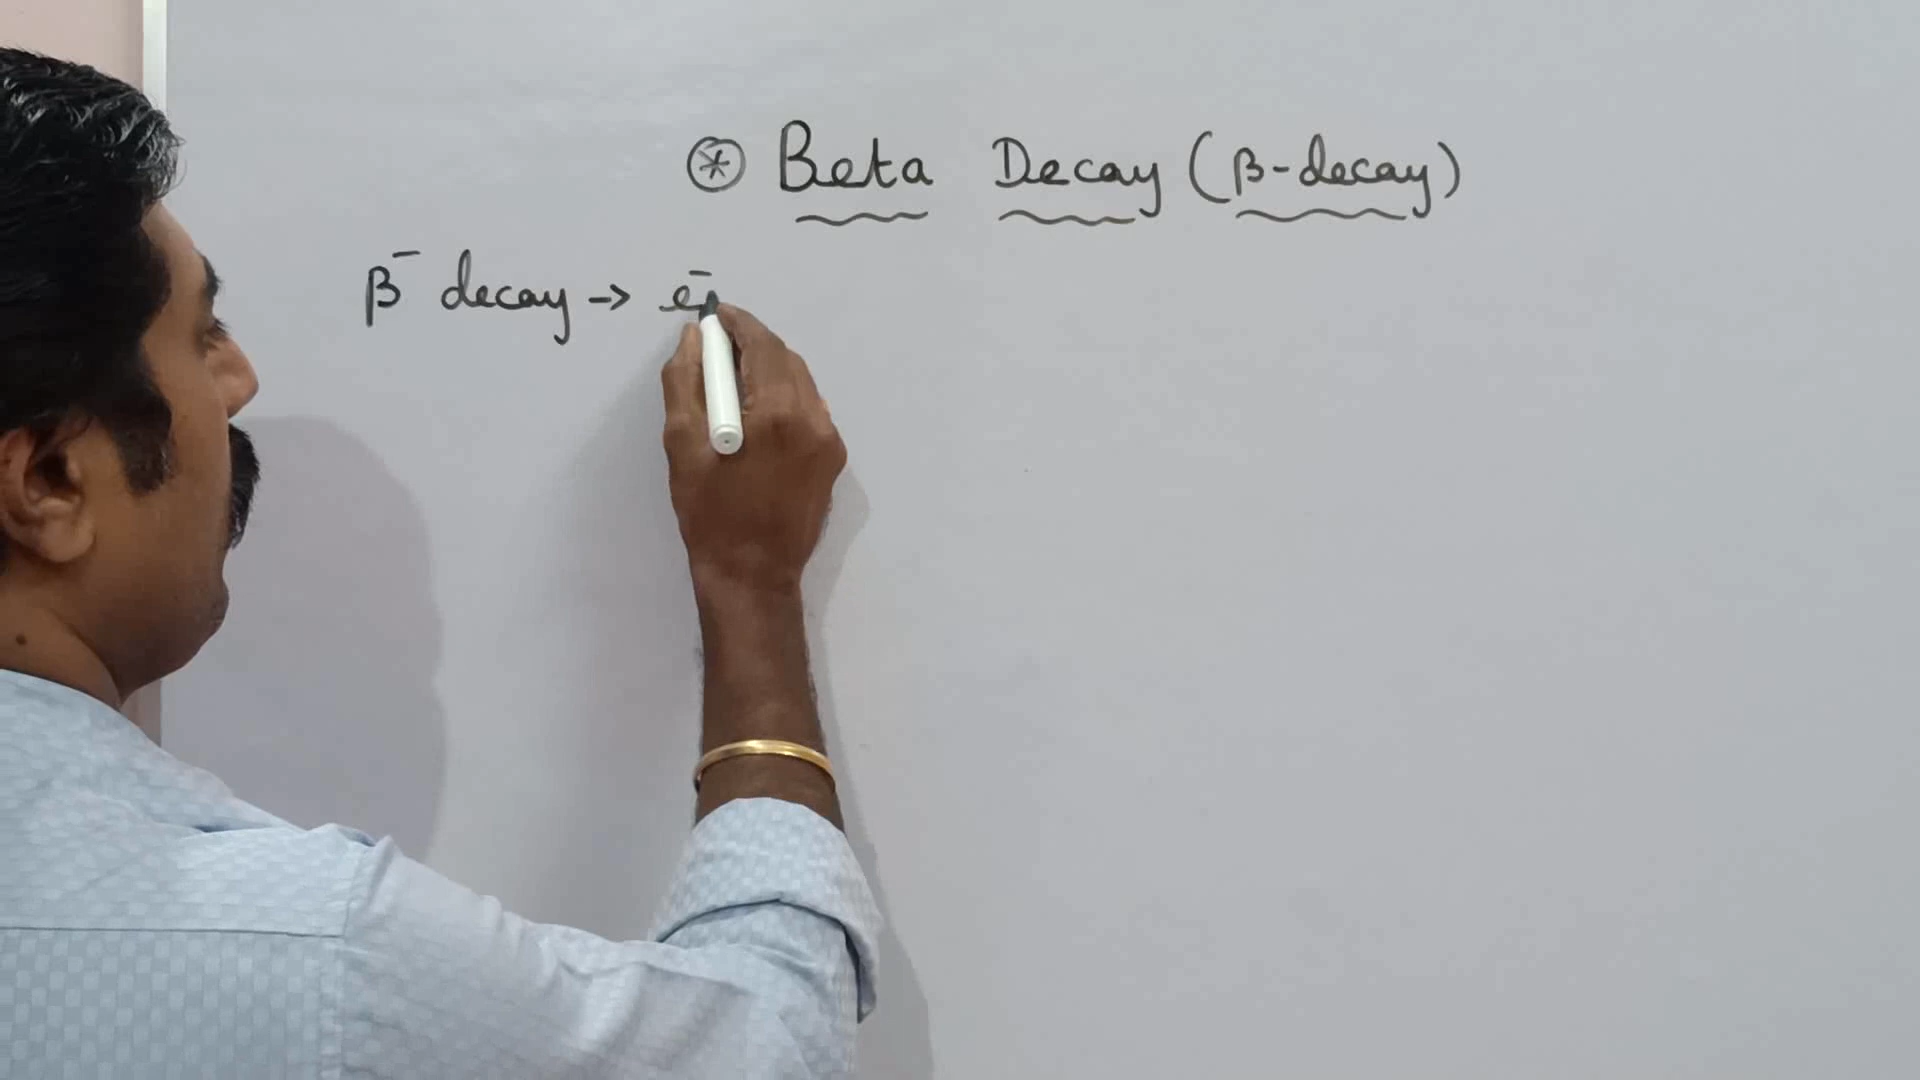 ⊛ Beta Decay (β-decay)
β⁻ decay → e⁻